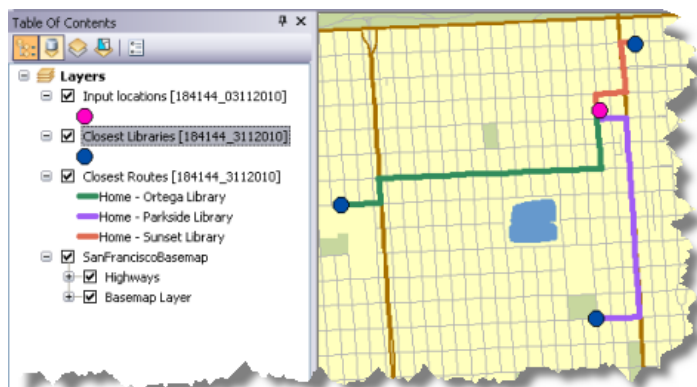 Table Of Contents
Layers
Input locations [184144_03112010]
Closest Libraries [184144_3112010]
Closest Routes [184144_3112010]
Home - Ortega Library
Home - Parkside Library
Home - Sunset Library
SanFranciscoBasemap
Highways
Basemap Layer